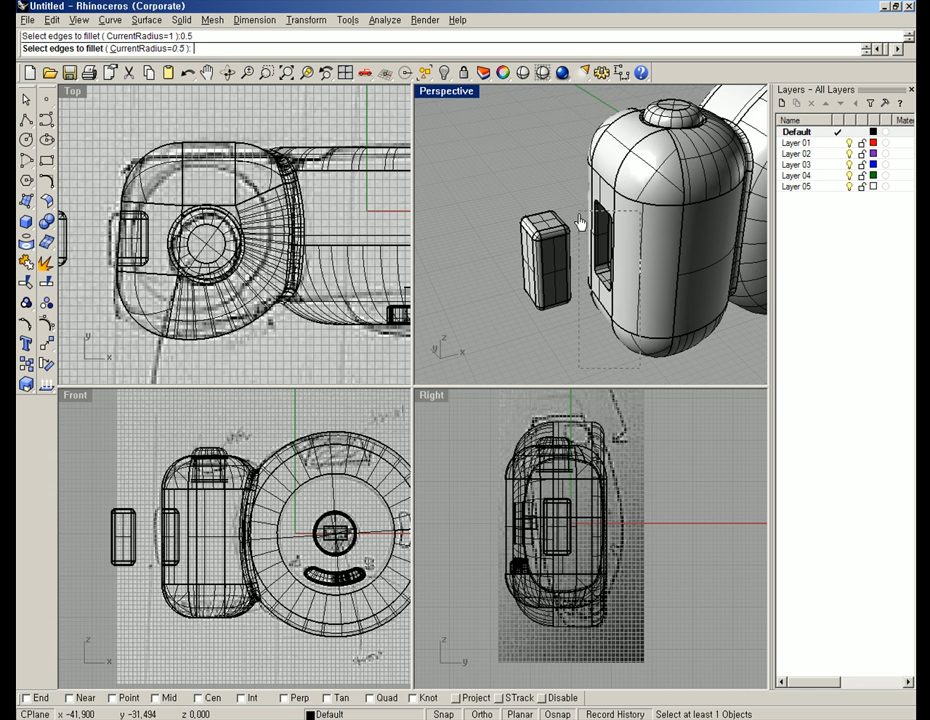 Untitled - Rhinoceros (Corporate)
File Edit View Curve Surface Solid Mesh Dimension Transform Tools Analyze Render Help
Select edges to fillet ( CurrentRadius=1 ):0.5
Select edges to fillet ( CurrentRadius=0.5 ):
Top
Perspective
Layers - All Layers
Name Mater
Default
Layer 01
Layer 02
Layer 03
Layer 04
Layer 05
y
x
z
y x
Front
Right
z
x
z
y
End Near Point Mid Cen Int Perp Tan Quad Knot Project STrack Disable
CPlane x -41,900 y -31,494 z 0,000 Default Snap Ortho Planar Osnap Record History Select at least 1 Objects